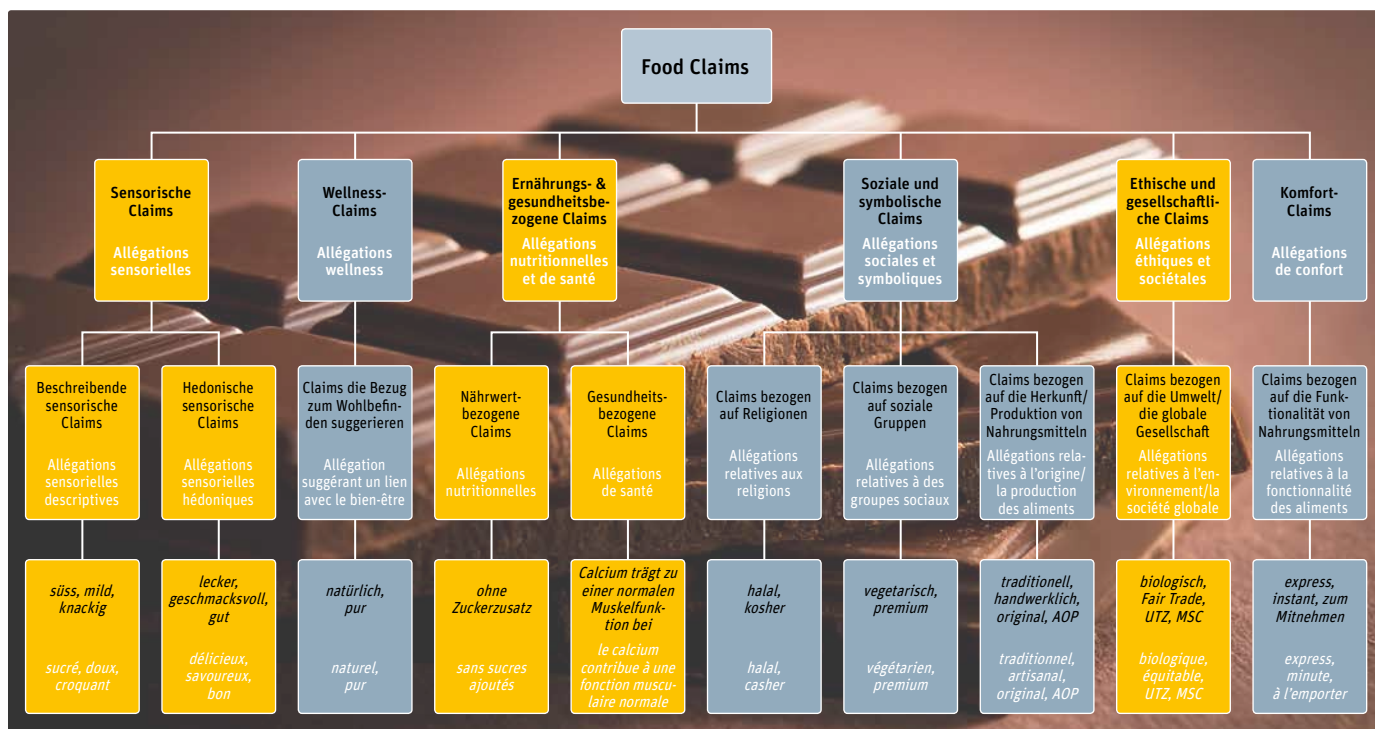 Food Claims
Sensorische
Claims
Allégations
sensorielles
Wellness-
Claims
Allégations
wellness
Ernährungs- &
gesundheitsbe-
zogene Claims
Allégations
nutritionnelles
et de santé
Soziale und
symbolische
Claims
Allégations
sociales et
symboliques
Ethische und
gesellschaftli-
che Claims
Allégations
éthiques et
sociétales
Komfort-
Claims
Allégations
de confort
Beschreibende
sensorische
Claims
Allégations
sensorielles
descriptives
Hedonische
sensorische
Claims
Allégations
sensorielles
hédoniques
Claims die Bezug
zum Wohlbefin-
den suggerieren
Allégation
suggérant un lien
avec le bien-être
Nährwert-
bezogene
Claims
Allégations
nutritionnelles
Gesundheits-
bezogene
Claims
Allégations
de santé
Claims bezogen
auf Religionen
Allégations
relatives aux
religions
Claims bezogen
auf soziale
Gruppen
Allégations
relatives à des
groupes sociaux
Claims bezogen
auf die Herkunft/
Produktion von
Nahrungsmitteln
Allégations rela-
tives à l'origine/
la production
des aliments
Claims bezogen
auf die Umwelt/
die globale
Gesellschaft
Allégations
relatives à l'en-
vironnement/la
société globale
Claims bezogen
auf die Funk-
tionalität von
Nahrungsmitteln
Allégations
relatives à la
fonctionnalité
des aliments
süss, mild,
knackig
sucré, doux,
croquant
lecker,
geschmacksvoll,
gut
délicieux,
savoureux,
bon
natürlich,
pur
naturel,
pur
ohne
Zuckerzusatz
sans sucres
ajoutés
Calcium trägt zu
einer normalen
Muskelfunk-
tion bei
le calcium
contribue à une
fonction muscu-
laire normale
halal,
kosher
halal,
casher
vegetarisch,
premium
végétarien,
premium
traditionell,
handwerklich,
original, AOP
traditionnel,
artisanal,
original, AOP
biologisch,
Fair Trade,
UTZ, MSC
biologique,
équitable,
UTZ, MSC
express,
instant, zum
Mitnehmen
express,
minute,
à l'emporter